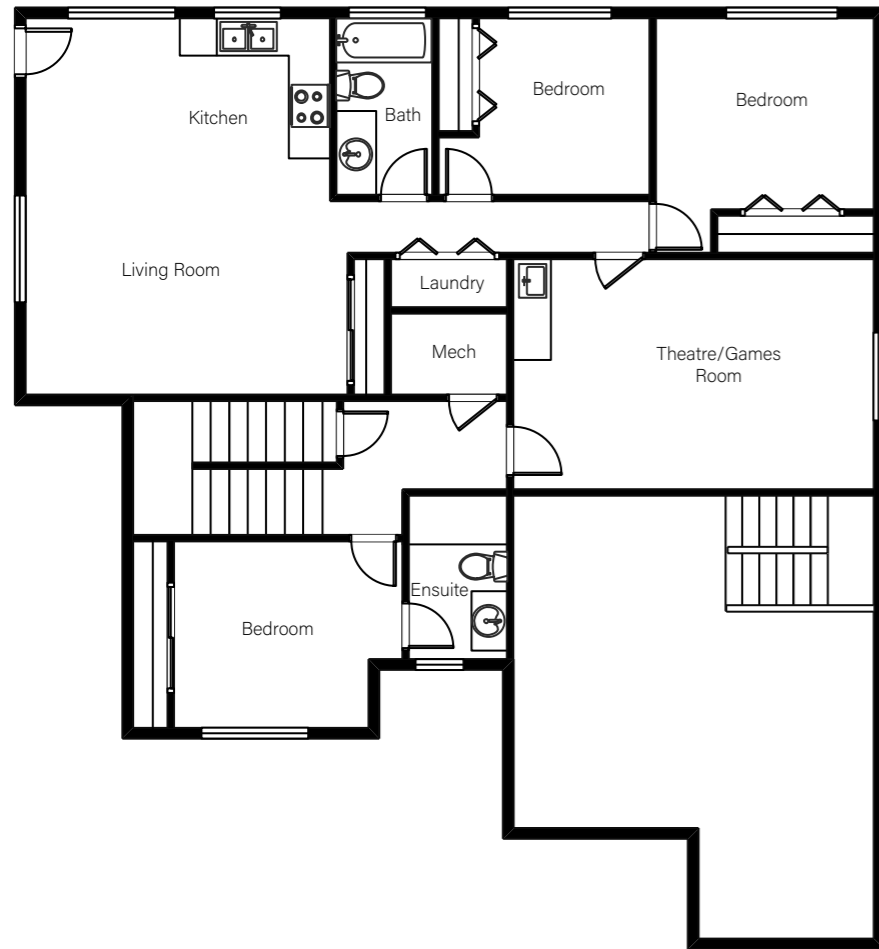 Bedroom
Bedroom
Kitchen
Bath
Living Room
Laundry
Mech
Theatre/Games
Room
Ensuite
Bedroom